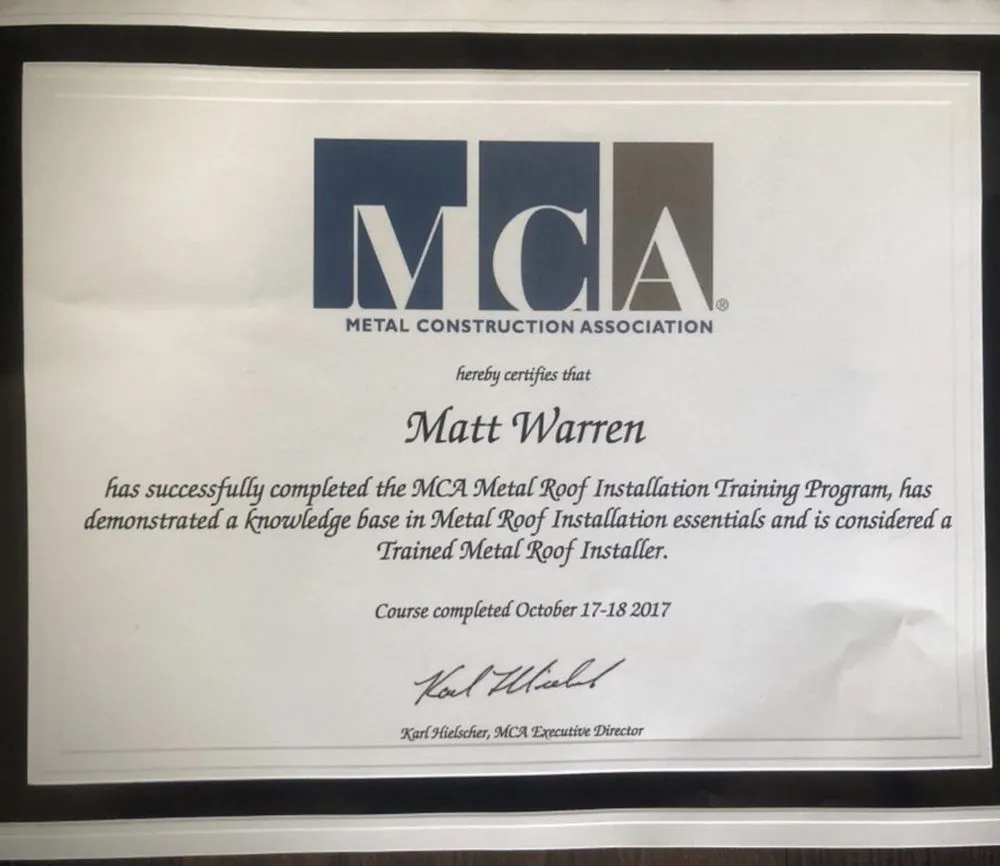 MCA®
METAL CONSTRUCTION ASSOCIATION
hereby certifies that
Matt Warren
has successfully completed the MCA Metal Roof Installation Training Program, has
demonstrated a knowledge base in Metal Roof Installation essentials and is considered a
Trained Metal Roof Installer.
Course completed October 17-18 2017
Karl Hielscher, MCA Executive Director